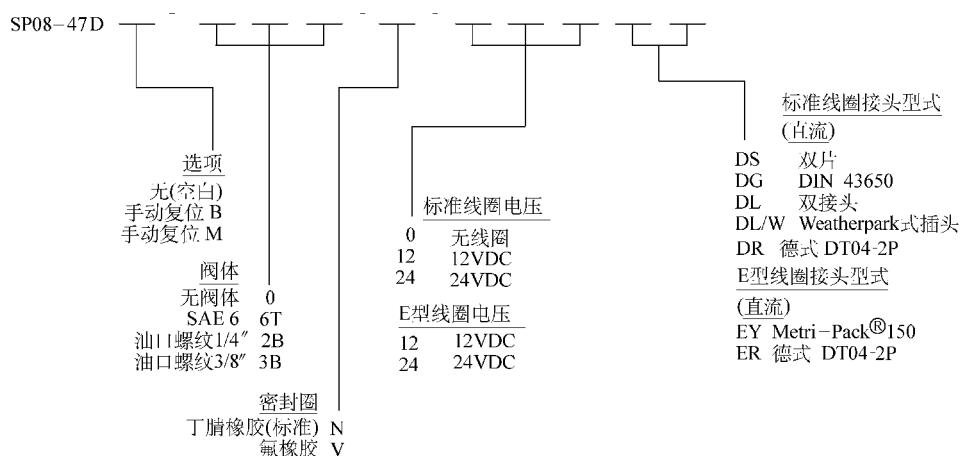 SP08-47D
选项
无(空白)
手动复位 B
手动复位 M
阀体
无阀体 0
SAE 6 6T
油口螺纹1/4″ 2B
油口螺纹3/8″ 3B
密封圈
丁腈橡胶(标准) N
氟橡胶 V
标准线圈电压
0 无线圈
12 12VDC
24 24VDC
E型线圈电压
12 12VDC
24 24VDC
标准线圈接头型式
(直流)
DS 双片
DG DIN 43650
DL 双接头
DL/W Weatherpark式插头
DR 德式 DT04-2P
E型线圈接头型式
(直流)
EY Metri-Pack®150
ER 德式 DT04-2P